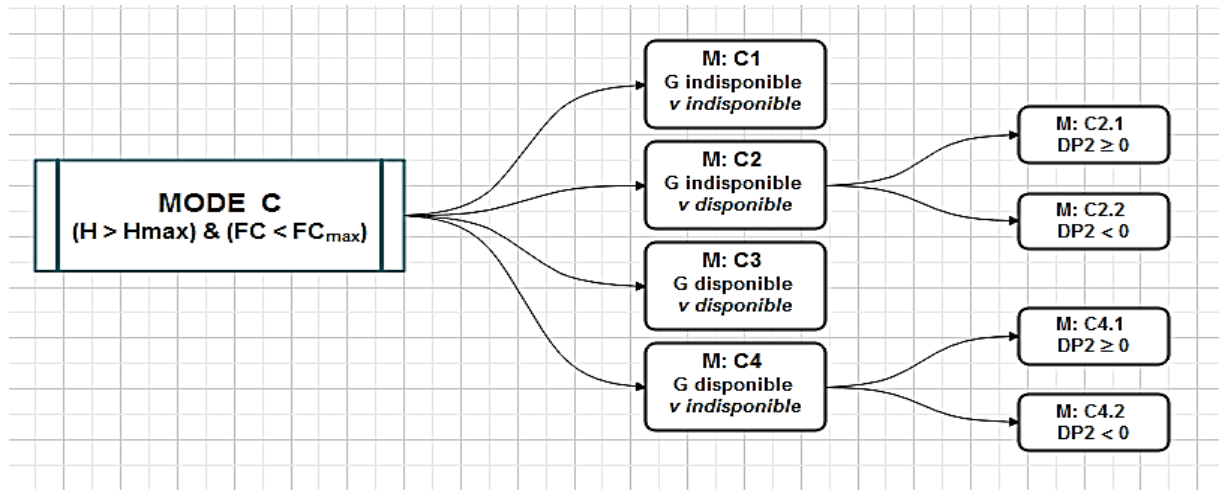 MODE C
(H > Hmax) & (FC < FCmax)
M: C1
G indisponible
v indisponible
M: C2
G indisponible
v disponible
M: C2.1
DP2 ≥ 0
M: C2.2
DP2 < 0
M: C3
G disponible
v disponible
M: C4
G disponible
v indisponible
M: C4.1
DP2 ≥ 0
M: C4.2
DP2 < 0